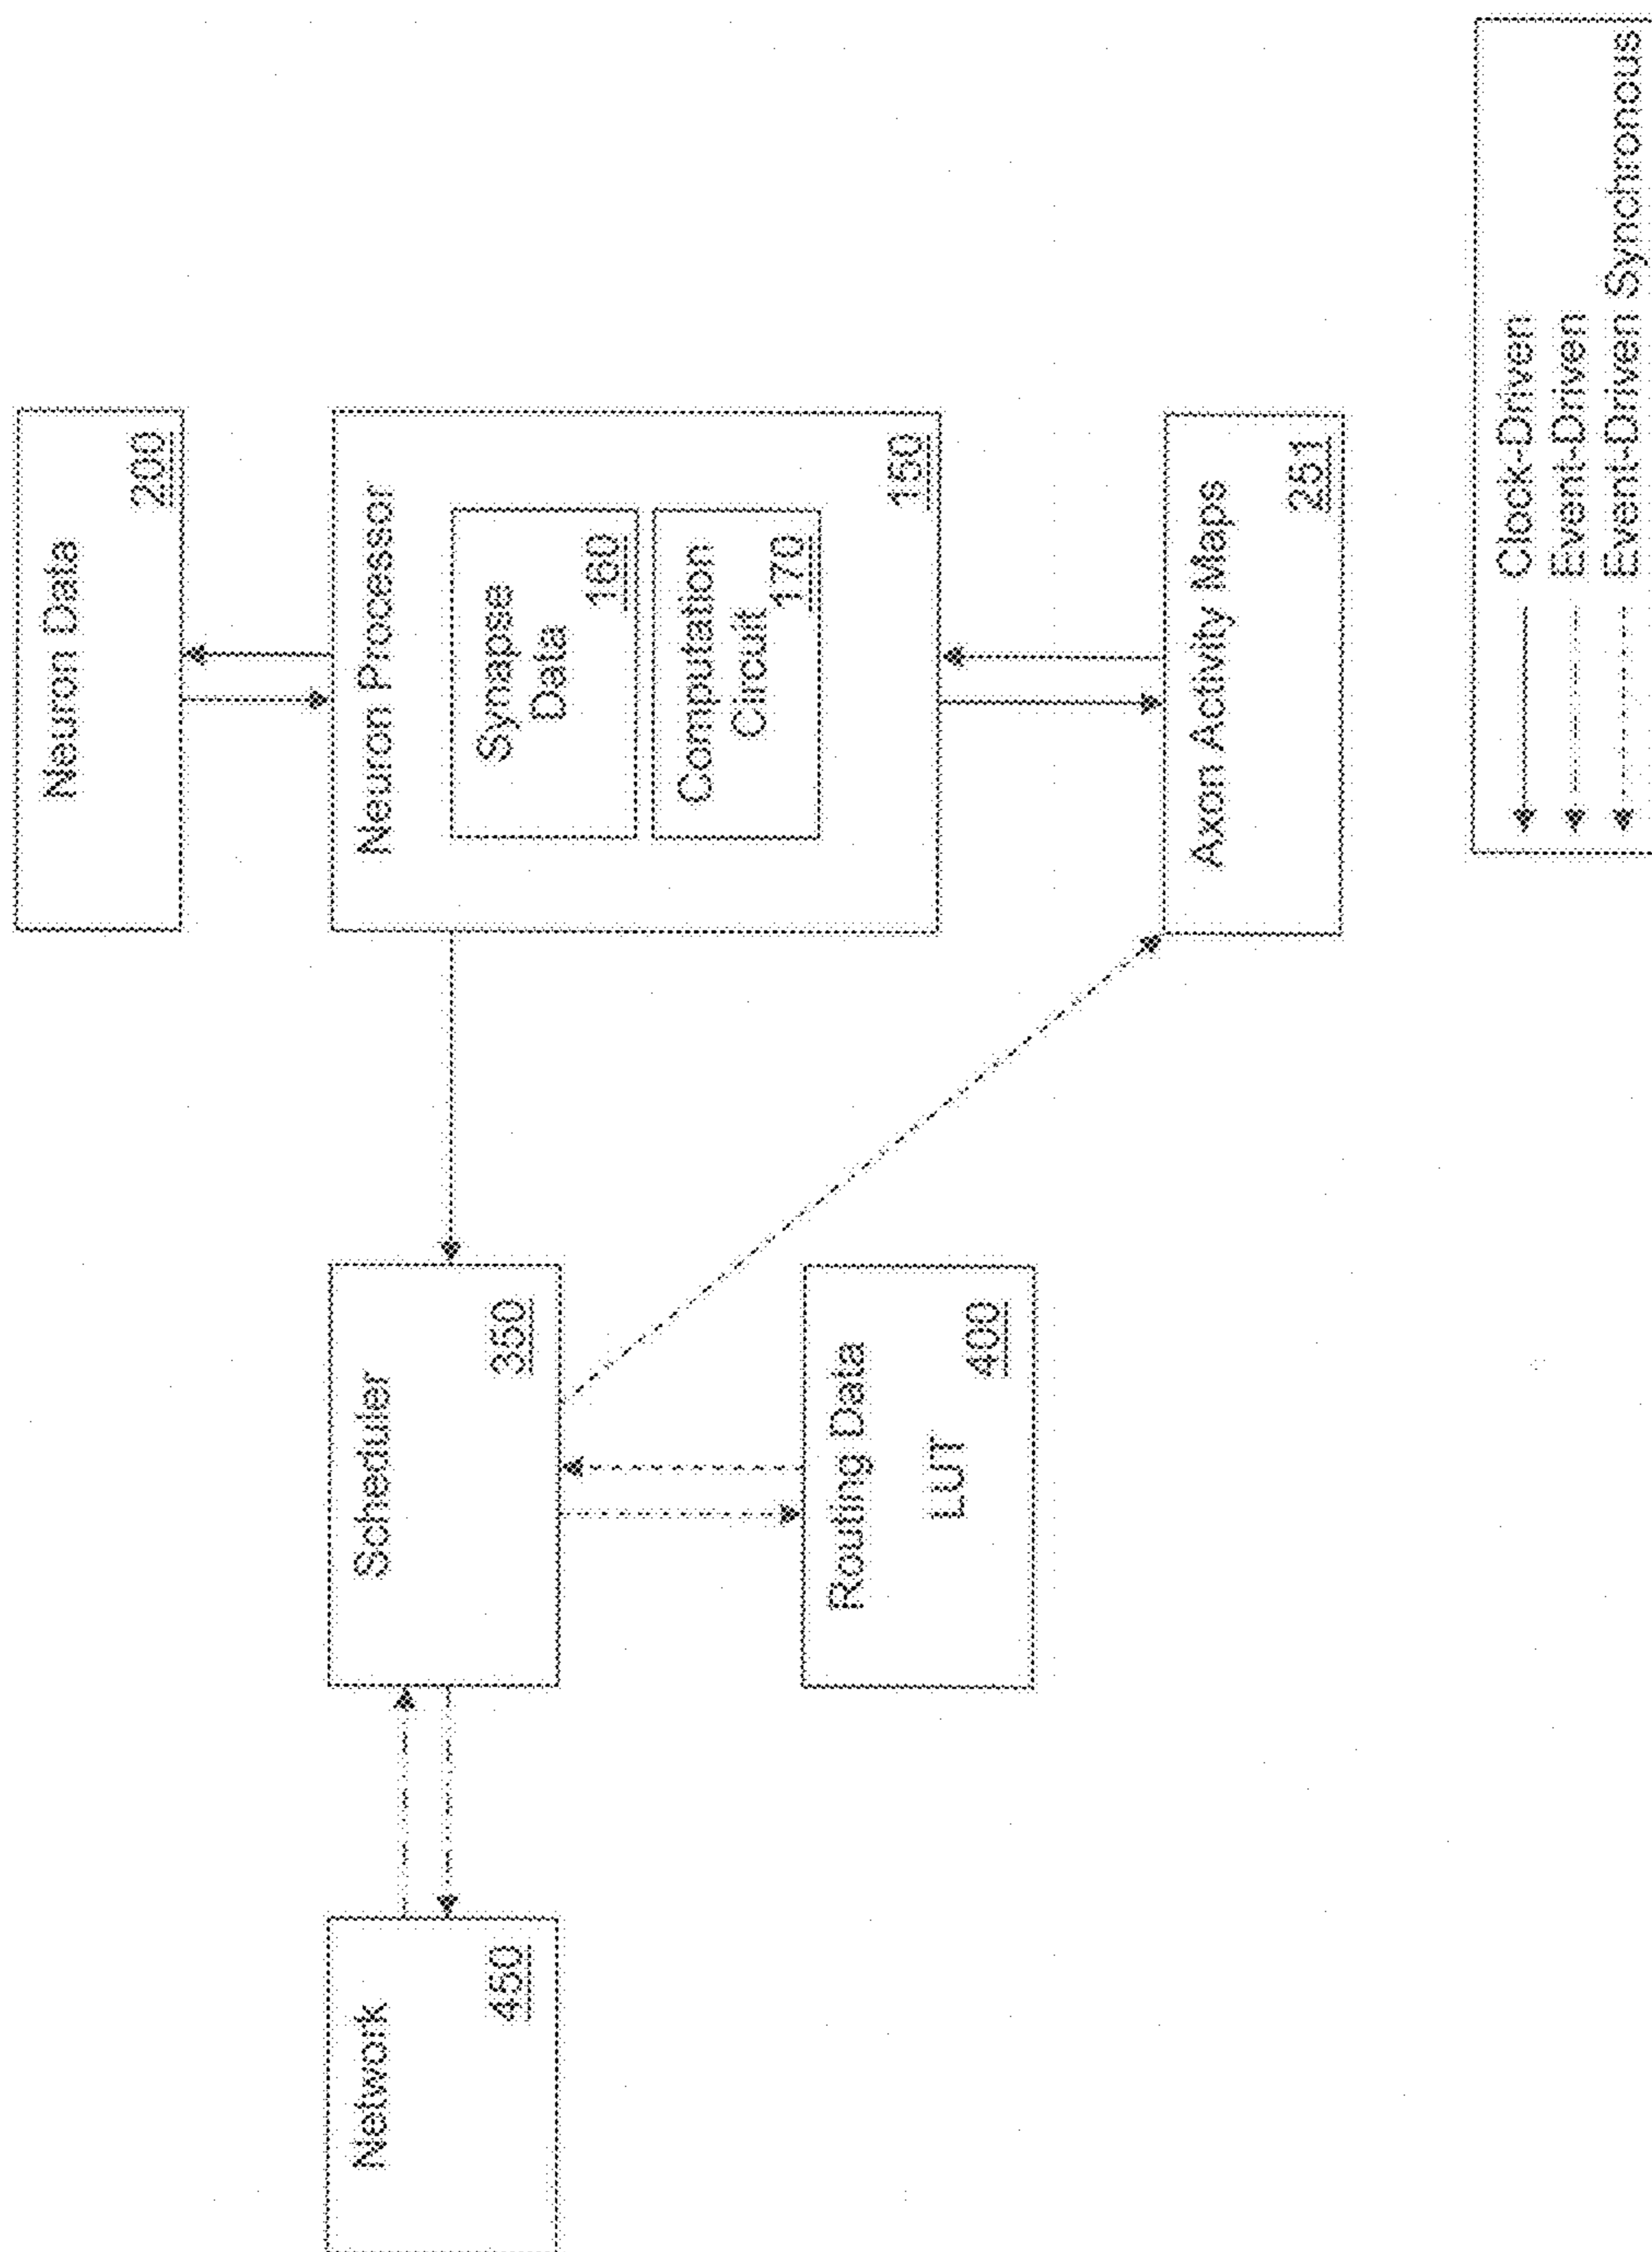 Neuron Data
200
Neuron Processor
Synapse
Data
160
Computation
Circuit
170
150
Axon Activity Maps
251
Scheduler
350
Routing Data
LUT
400
Network
450
Clock-Driven
Event-Driven
Event-Driven Synchronous